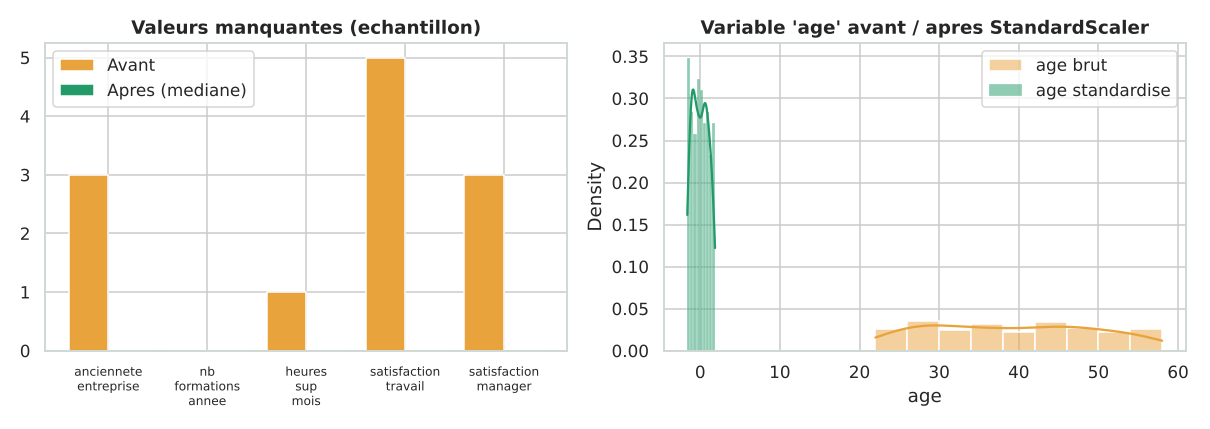 Valeurs manquantes (echantillon)
5
4
3
2
1
0
Avant
Apres (mediane)
anciennete
entreprise
nb
formations
annee
heures
sup
mois
satisfaction
travail
satisfaction
manager
Variable 'age' avant / apres StandardScaler
Density
0.35
0.30
0.25
0.20
0.15
0.10
0.05
0.00
age brut
age standardise
0 10 20 30 40 50 60
age